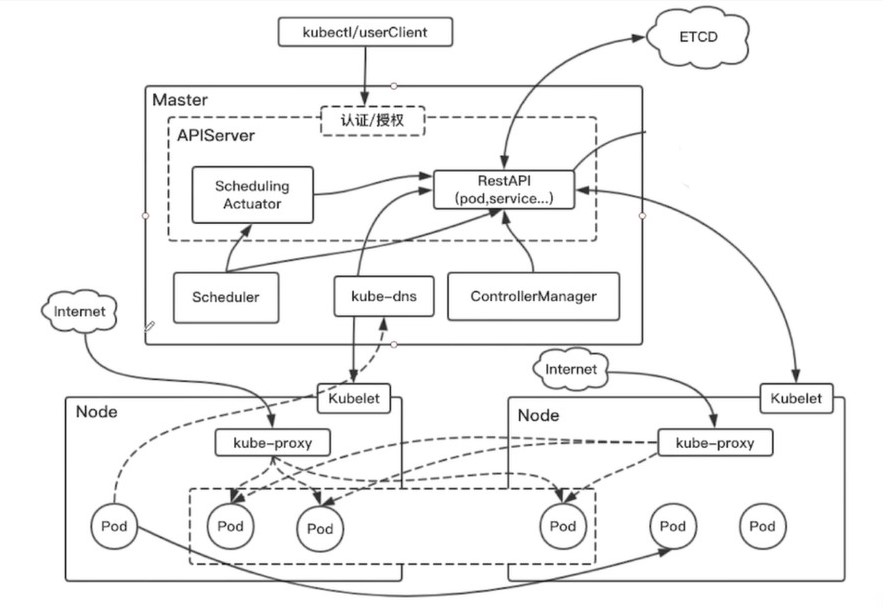 kubectl/userClient
ETCD
Master
认证/授权
APIServer
Scheduling
Actuator
RestAPI
(pod,service...)
Scheduler
kube-dns
ControllerManager
Internet
Internet
Node
Kubelet
Node
Kubelet
kube-proxy
kube-proxy
Pod
Pod
Pod
Pod
Pod
Pod